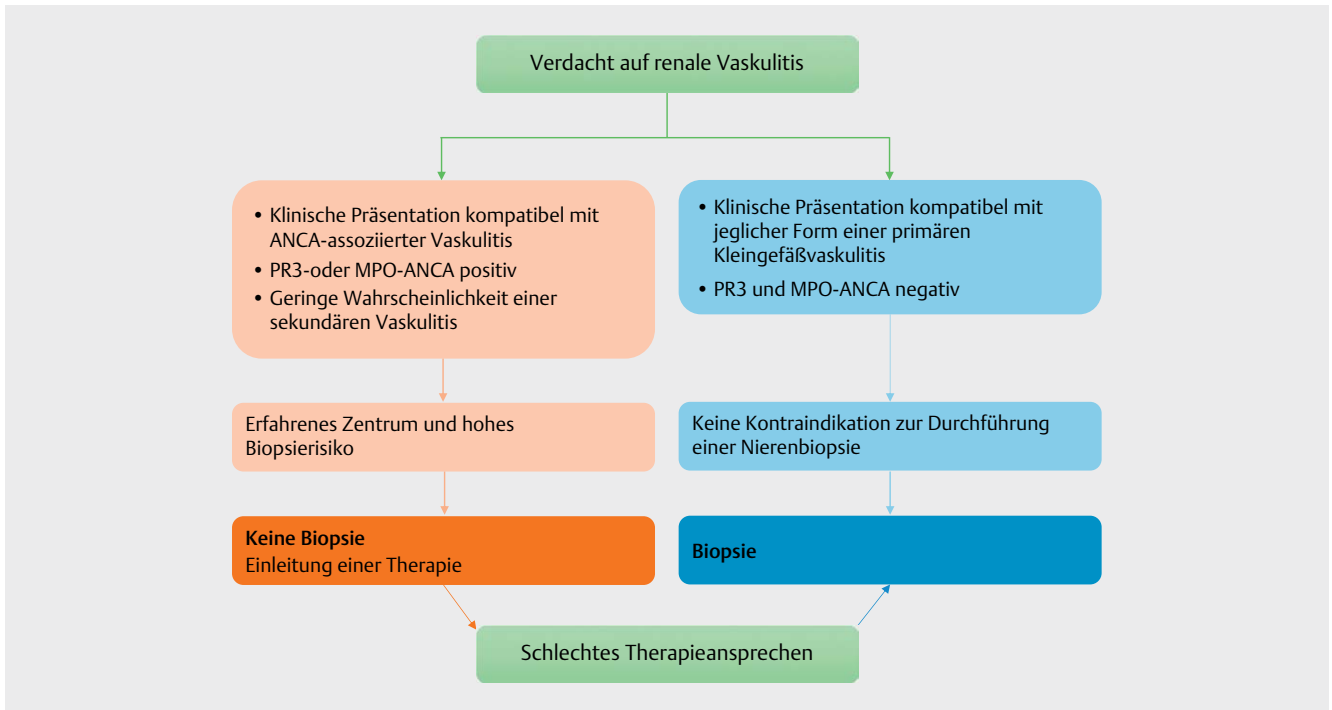 Verdacht auf renale Vaskulitis
• Klinische Präsentation kompatibel mit
ANCA-assoziierter Vaskulitis
• PR3-oder MPO-ANCA positiv
• Geringe Wahrscheinlichkeit einer
sekundären Vaskulitis
• Klinische Präsentation kompatibel mit
jeglicher Form einer primären
Kleingefäßvaskulitis
• PR3 und MPO-ANCA negativ
Erfahrenes Zentrum und hohes
Biopsierisiko
Keine Kontraindikation zur Durchführung
einer Nierenbiopsie
Keine Biopsie
Einleitung einer Therapie
Biopsie
Schlechtes Therapieansprechen